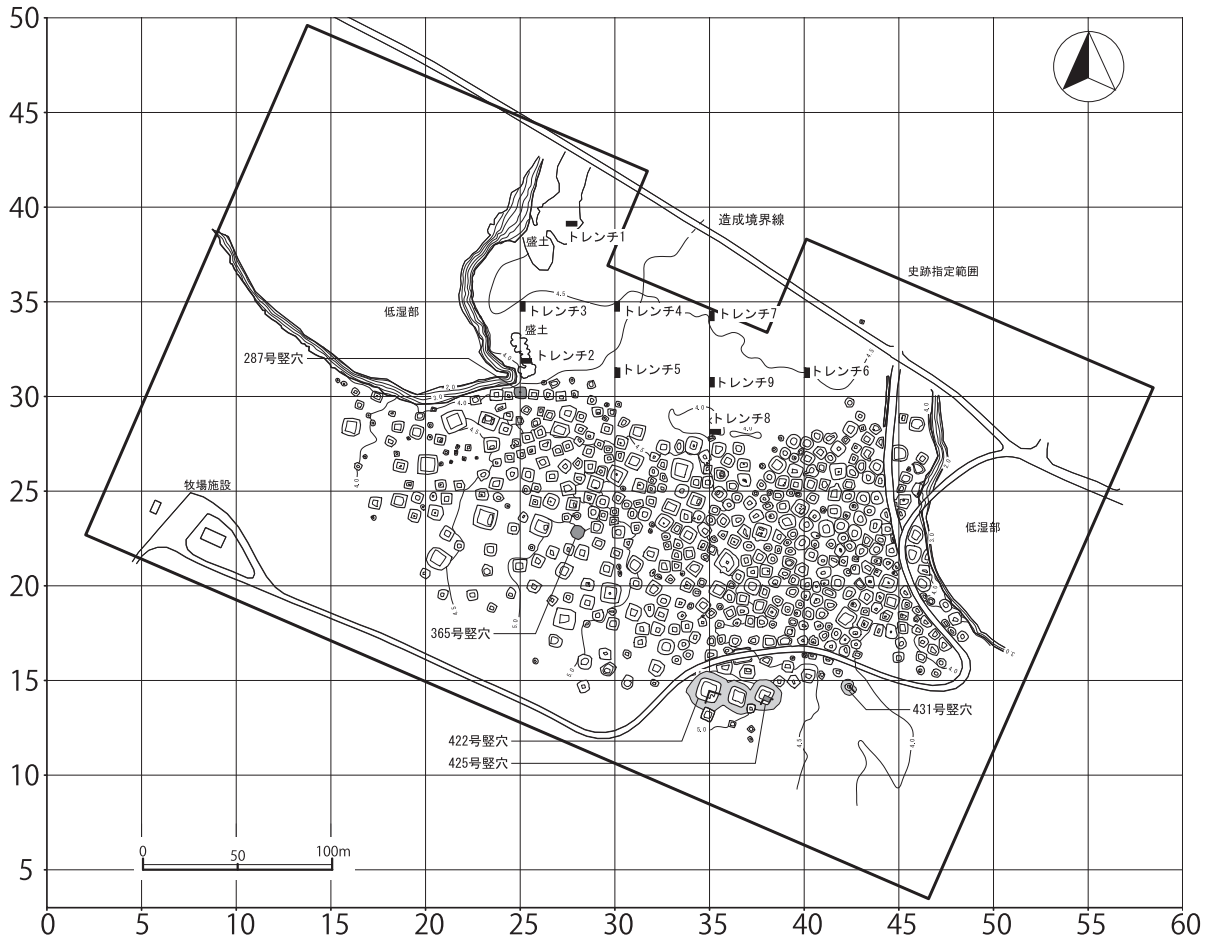 50
45
40
35
30
25
20
15
10
5
0
5
10
15
20
25
30
35
40
45
50
55
60
造成境界線
史跡指定範囲
盛土
トレンチ1
低湿部
4.5
トレンチ3
トレンチ4
トレンチ7
盛土
287号竪穴
4.0
トレンチ2
トレンチ5
トレンチ9
トレンチ6
4.5
トレンチ8
牧場施設
低湿部
365号竪穴
431号竪穴
422号竪穴
425号竪穴
0
50
100m